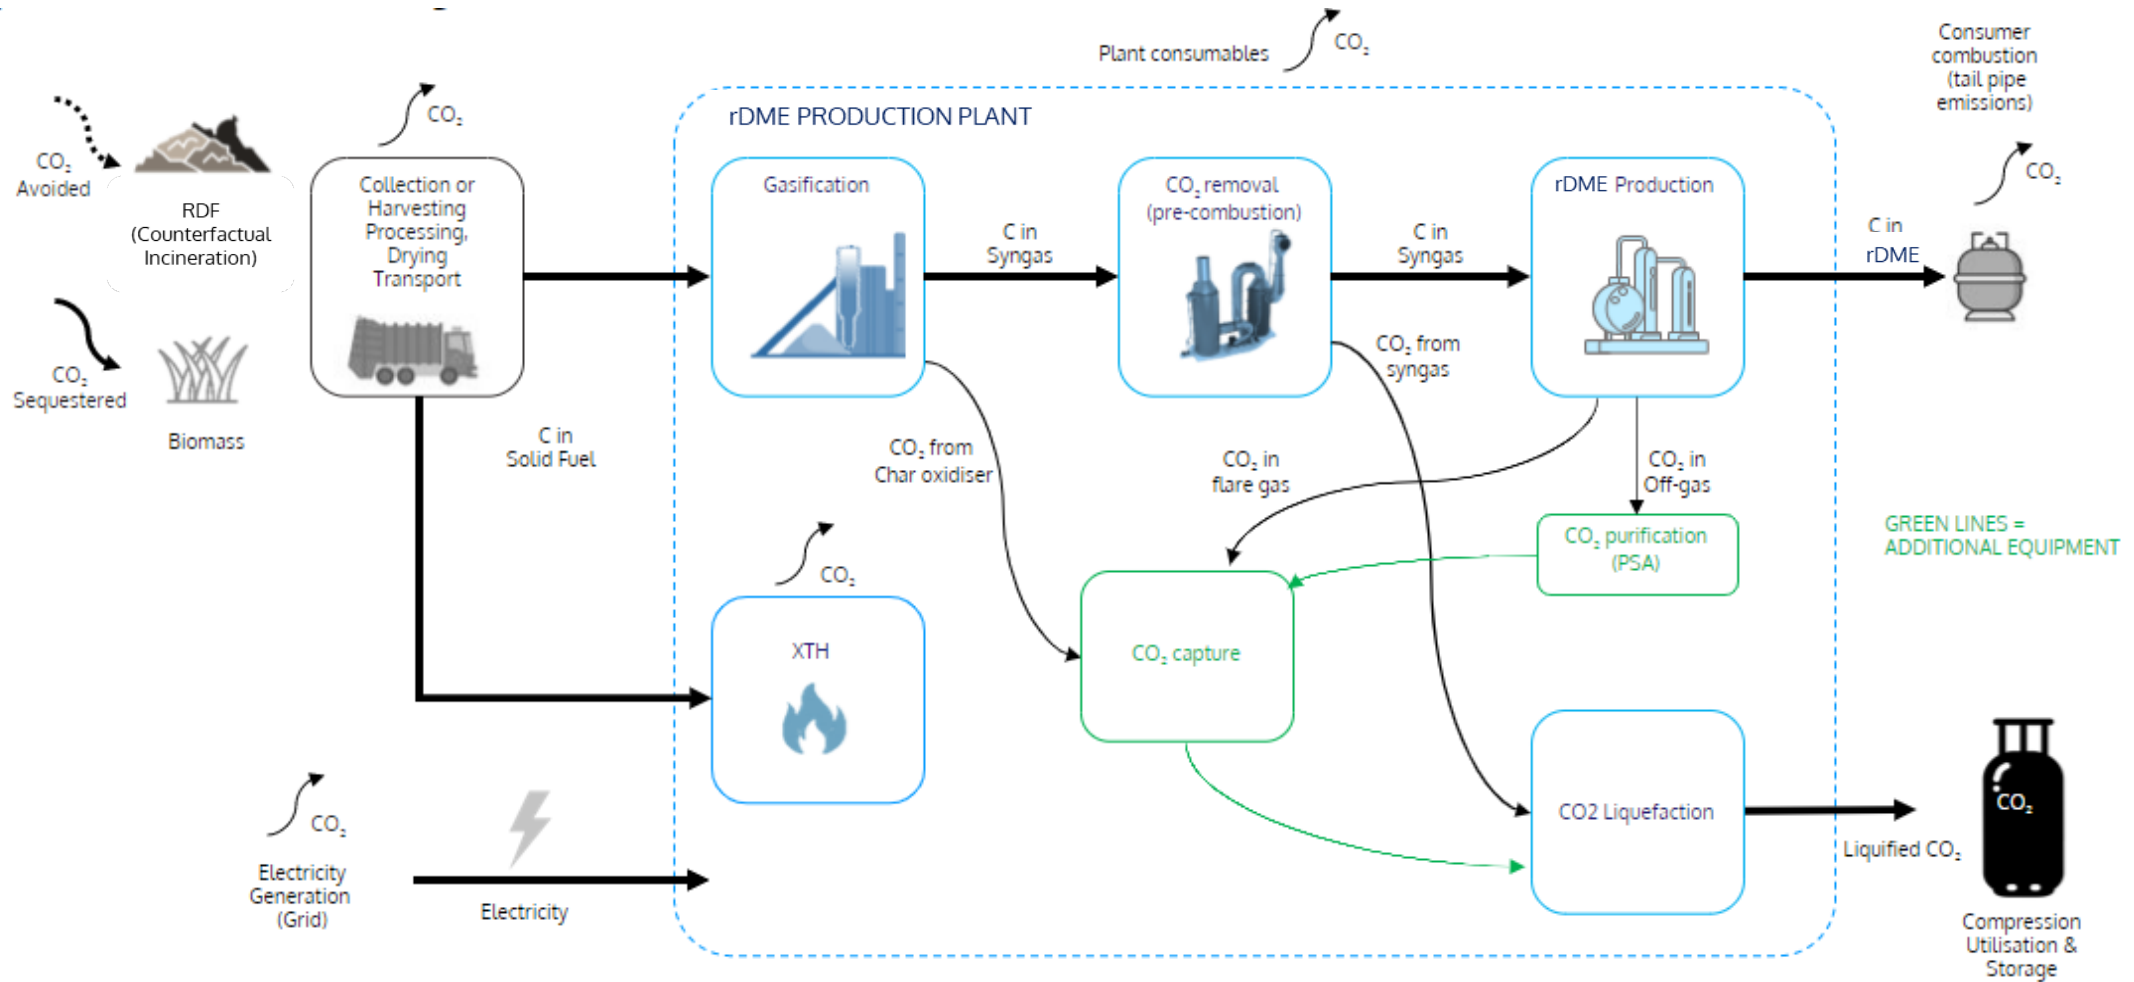 Plant consumables
CO₂
Consumer
combustion
(tail pipe
emissions)
CO₂
rDME PRODUCTION PLANT
CO₂
Avoided
RDF
(Counterfactual
Incineration)
Collection or
Harvesting
Processing,
Drying
Transport
Gasification
C in
Syngas
CO₂ removal
(pre-combustion)
C in
Syngas
rDME Production
C in
rDME
CO₂
CO₂
Sequestered
Biomass
C in
Solid Fuel
CO₂ from
Char oxidiser
CO₂ from
syngas
CO₂ in
flare gas
CO₂ in
Off-gas
CO₂ purification
(PSA)
GREEN LINES =
ADDITIONAL EQUIPMENT
CO₂
XTH
CO₂ capture
CO2 Liquefaction
Liquified CO₂
CO₂
Compression
Utilisation &
Storage
CO₂
Electricity
Generation
(Grid)
Electricity